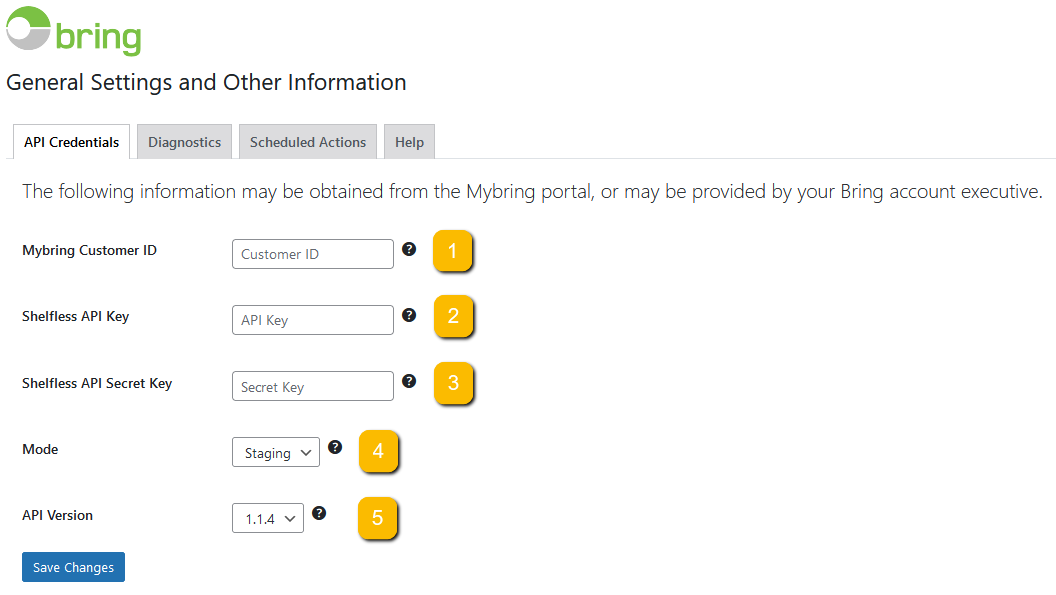 bring
General Settings and Other Information
API Credentials Diagnostics Scheduled Actions Help
The following information may be obtained from the Mybring portal, or may be provided by your Bring account executive.
Mybring Customer ID Customer ID ? 1
Shelfless API Key API Key ? 2
Shelfless API Secret Key Secret Key ? 3
Mode Staging ? 4
API Version 1.1.4 ? 5
Save Changes